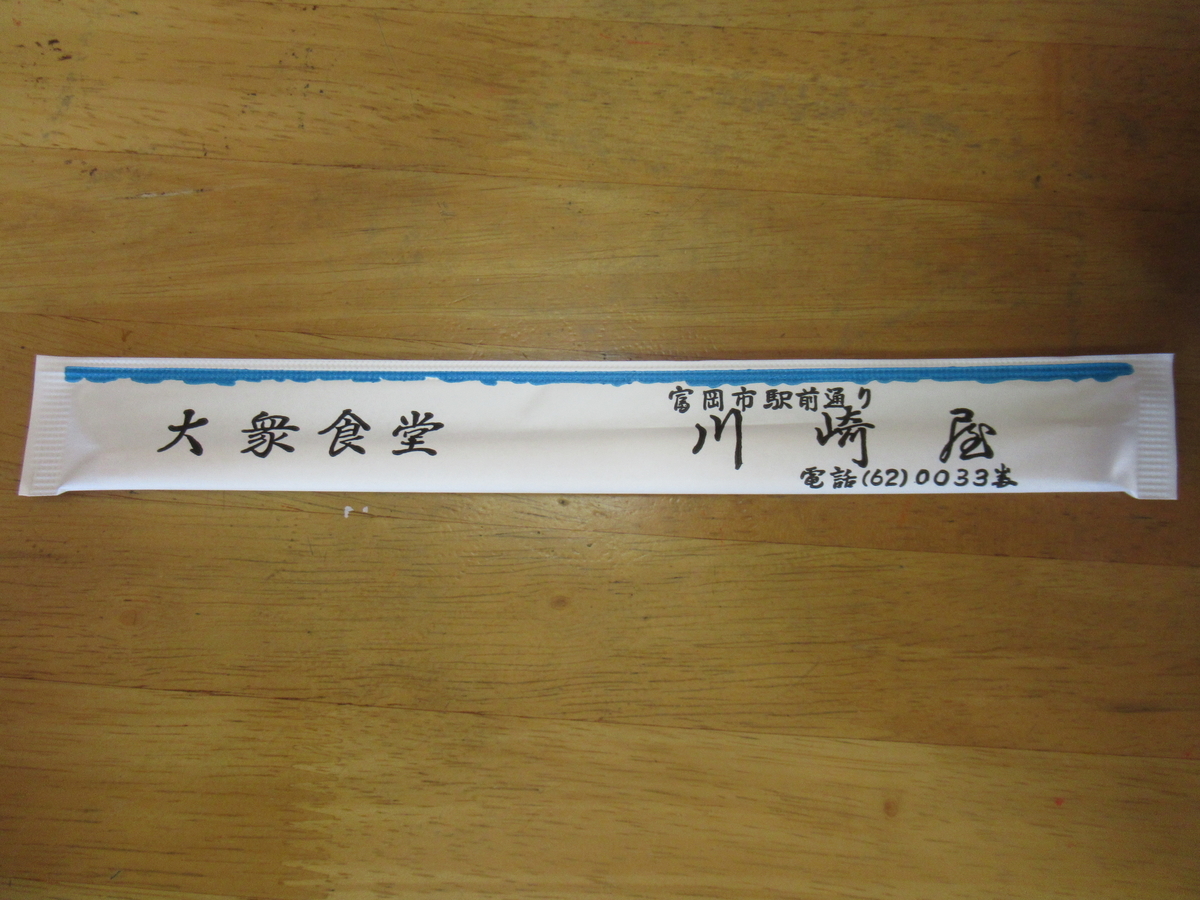 大衆食堂
富岡市駅前通り
川崎屋
電話(62)0033番